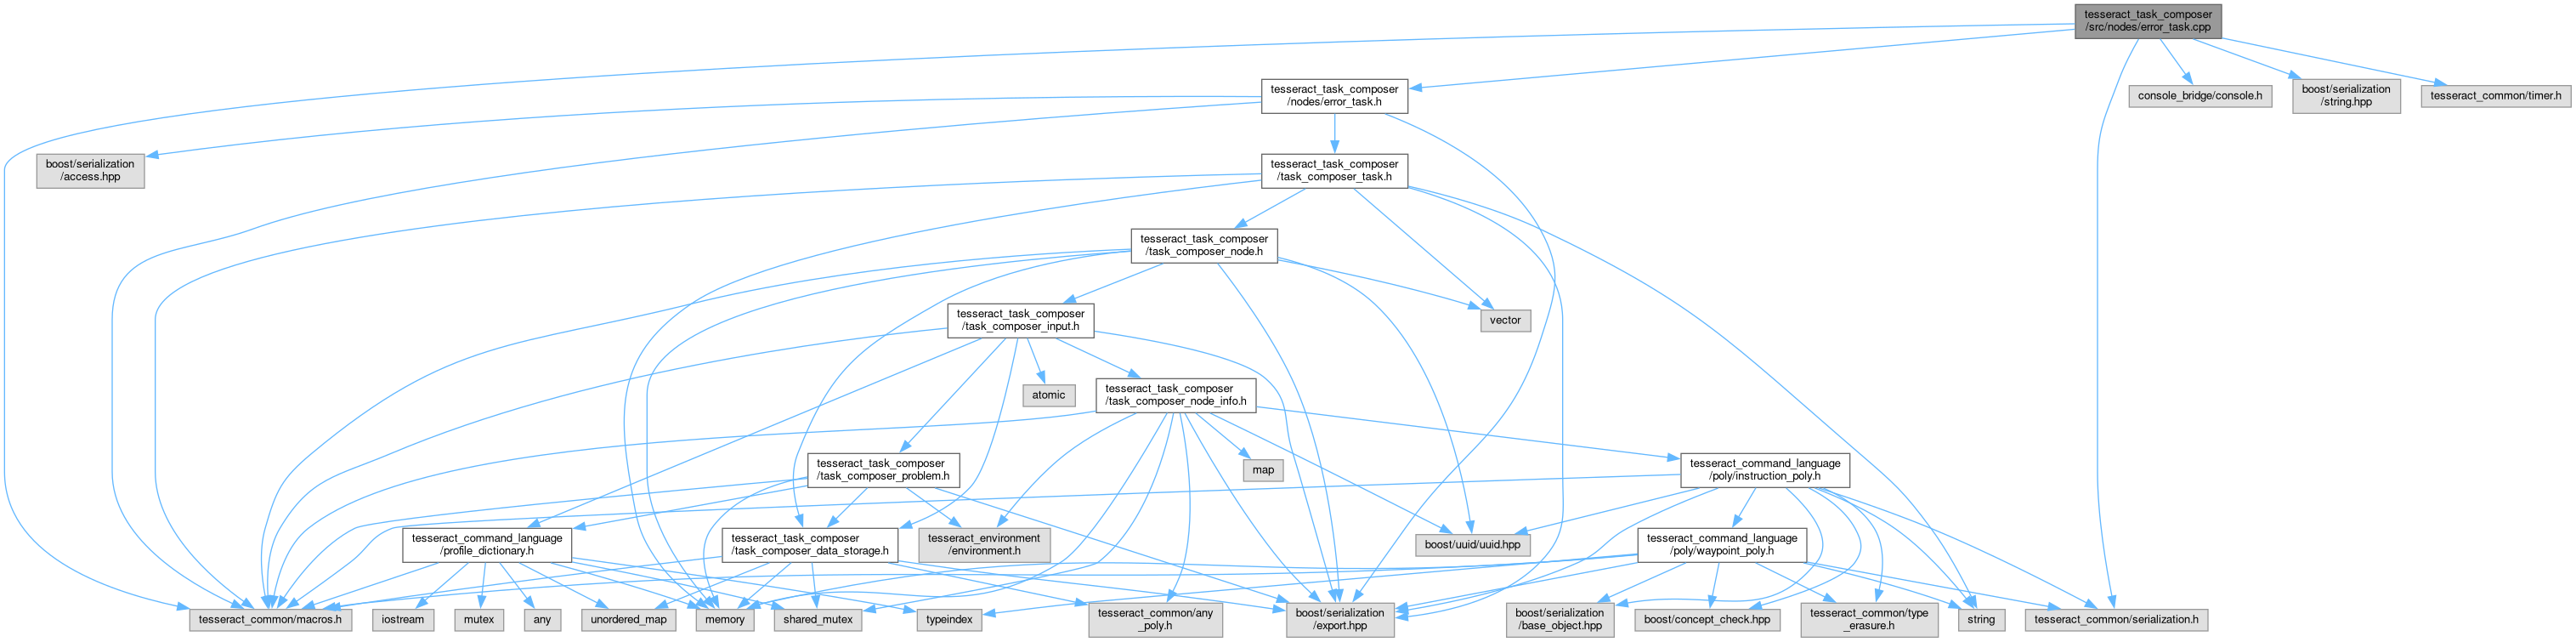 tesseract_task_composer
/src/nodes/error_task.cpp
tesseract_task_composer
/nodes/error_task.h
console_bridge/console.h
boost/serialization
/string.hpp
tesseract_common/timer.h
boost/serialization
/access.hpp
tesseract_task_composer
/task_composer_task.h
tesseract_task_composer
/task_composer_node.h
tesseract_task_composer
/task_composer_input.h
vector
atomic
tesseract_task_composer
/task_composer_node_info.h
tesseract_task_composer
/task_composer_problem.h
map
tesseract_command_language
/poly/instruction_poly.h
tesseract_command_language
/profile_dictionary.h
tesseract_task_composer
/task_composer_data_storage.h
tesseract_environment
/environment.h
boost/uuid/uuid.hpp
tesseract_command_language
/poly/waypoint_poly.h
tesseract_common/macros.h
iostream
mutex
any
unordered_map
memory
shared_mutex
typeindex
tesseract_common/any
_poly.h
boost/serialization
/export.hpp
boost/serialization
/base_object.hpp
boost/concept_check.hpp
tesseract_common/type
_erasure.h
string
tesseract_common/serialization.h